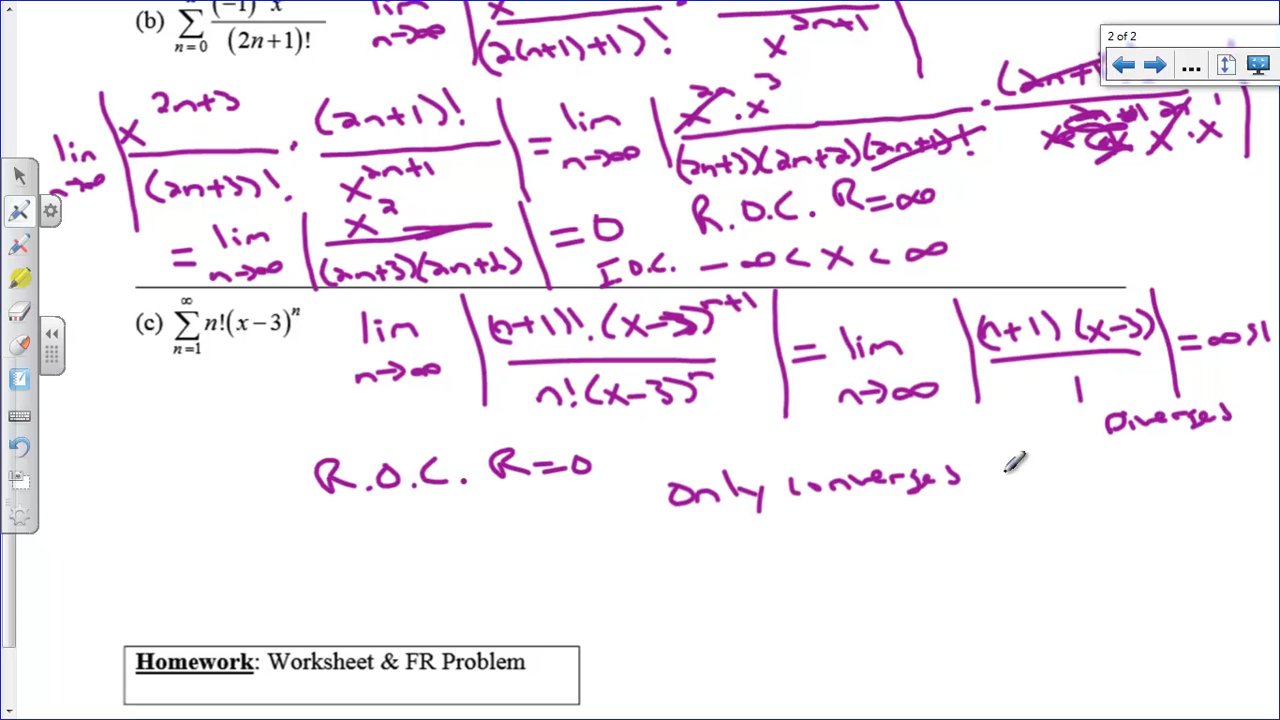 (b) ∑ n=0 (-1) x / (2n+1)! lim n→∞ | x / (2(n+1)+1)! · / x^(2n+1) |
2 of 2
lim n→∞ | x^(2n+3) / (2n+3)! · (2n+1)! / x^(2n+1) | = lim n→∞ | x^(2n) · x^3 / (2n+3)(2n+2)(2n+1)! · (2n+1 / x^(2n) · x^1 |
= lim n→∞ | x^2 / (2n+3)(2n+2) | = 0 R.O.C. R=∞
I.O.C. -∞ < x < ∞
(c) ∑ n=1 ∞ n!(x-3)^n lim n→∞ | (n+1)! · (x-3)^(n+1) / n!(x-3)^n | = lim n→∞ | (n+1)(x-3) / 1 | = ∞>1
Diverges
R.O.C. R=0 only converges
Homework: Worksheet & FR Problem